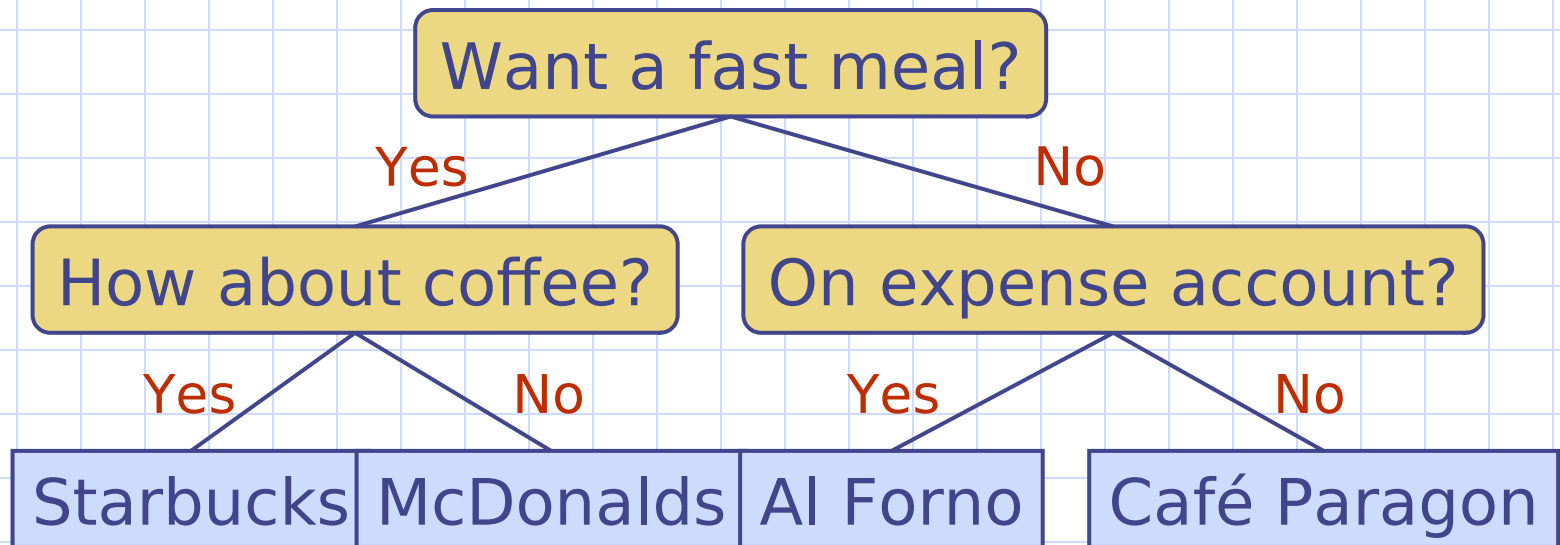 Want a fast meal?
Yes
No
How about coffee?
On expense account?
Yes
No
Yes
No
Starbucks
McDonalds
Al Forno
Café Paragon